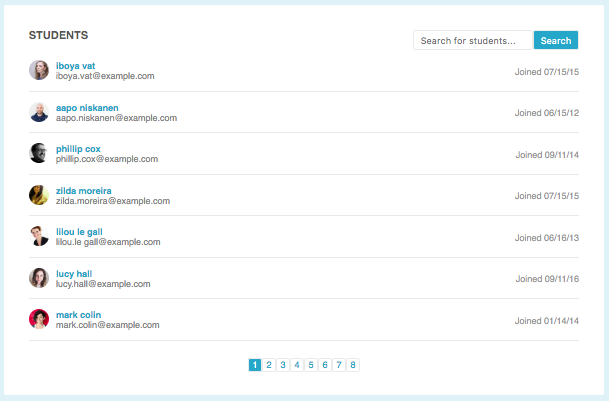 STUDENTS
Search for students...
Search
iboya vat
iboya.vat@example.com
Joined 07/15/15
aapo niskanen
aapo.niskanen@example.com
Joined 06/15/12
phillip cox
phillip.cox@example.com
Joined 09/11/14
zilda moreira
zilda.moreira@example.com
Joined 07/15/15
lilou le gall
lilou.le gall@example.com
Joined 06/16/13
lucy hall
lucy.hall@example.com
Joined 09/11/16
mark colin
mark.colin@example.com
Joined 01/14/14
1 2 3 4 5 6 7 8